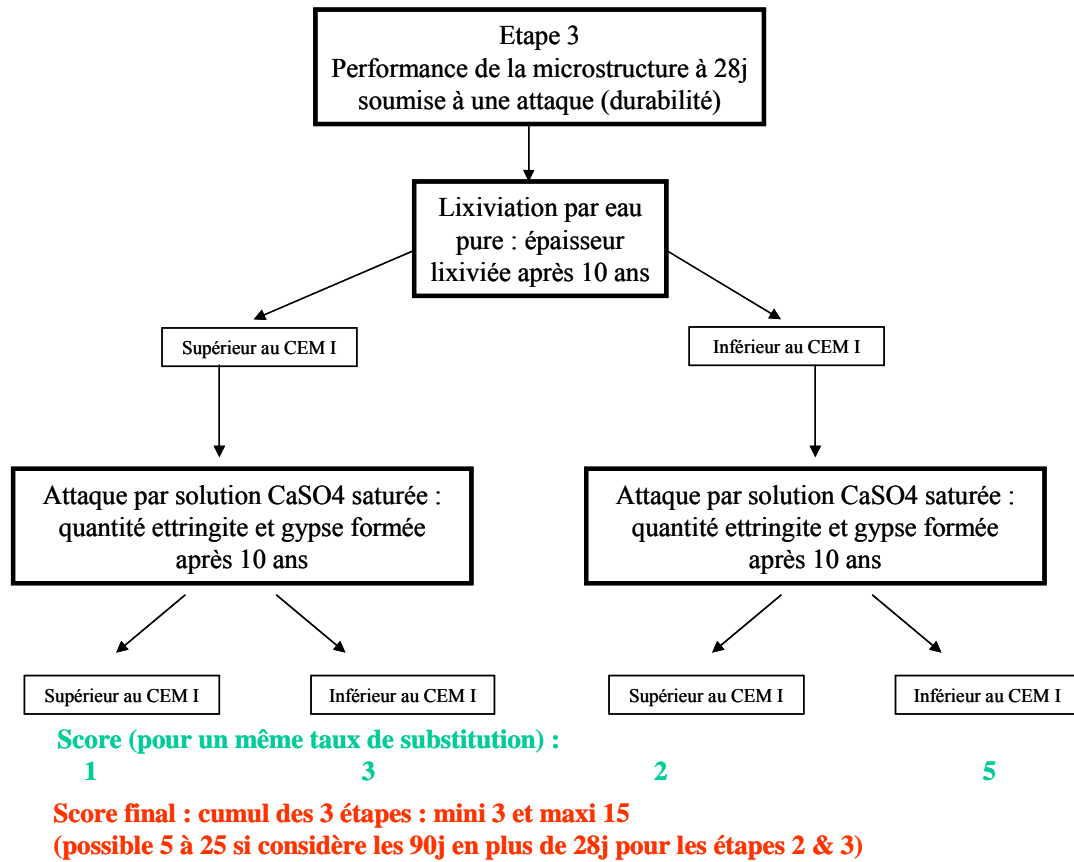 Etape 3
Performance de la microstructure à 28j
soumise à une attaque (durabilité)
Lixiviation par eau
pure : épaisseur
lixiviée après 10 ans
Supérieur au CEM I
Inférieur au CEM I
Attaque par solution CaSO4 saturée :
quantité ettringite et gypse formée
après 10 ans
Attaque par solution CaSO4 saturée :
quantité ettringite et gypse formée
après 10 ans
Supérieur au CEM I
Inférieur au CEM I
Supérieur au CEM I
Inférieur au CEM I
Score (pour un même taux de substitution) :
1 3 2 5
Score final : cumul des 3 étapes : mini 3 et maxi 15
(possible 5 à 25 si considère les 90j en plus de 28j pour les étapes 2 & 3)